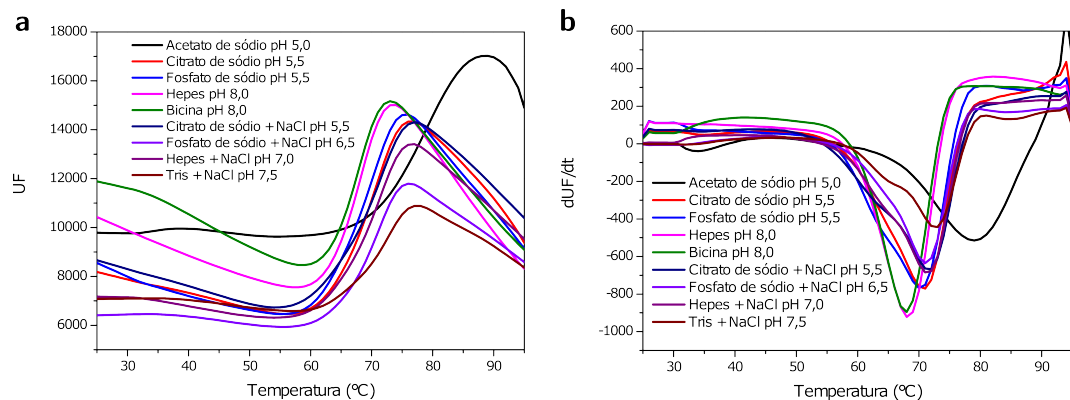 a
18000
16000
14000
12000
10000
8000
6000
UF
Acetato de sódio pH 5,0
Citrato de sódio pH 5,5
Fosfato de sódio pH 5,5
Hepes pH 8,0
Bicina pH 8,0
Citrato de sódio + NaCl pH 5,5
Fosfato de sódio + NaCl pH 6,5
Hepes + NaCl pH 7,0
Tris + NaCl pH 7,5
30 40 50 60 70 80 90
Temperatura (ºC)
b
600
400
200
0
-200
-400
-600
-800
-1000
dUF/dt
Acetato de sódio pH 5,0
Citrato de sódio pH 5,5
Fosfato de sódio pH 5,5
Hepes pH 8,0
Bicina pH 8,0
Citrato de sódio + NaCl pH 5,5
Fosfato de sódio + NaCl pH 6,5
Hepes + NaCl pH 7,0
Tris + NaCl pH 7,5
30 40 50 60 70 80 90
Temperatura (ºC)